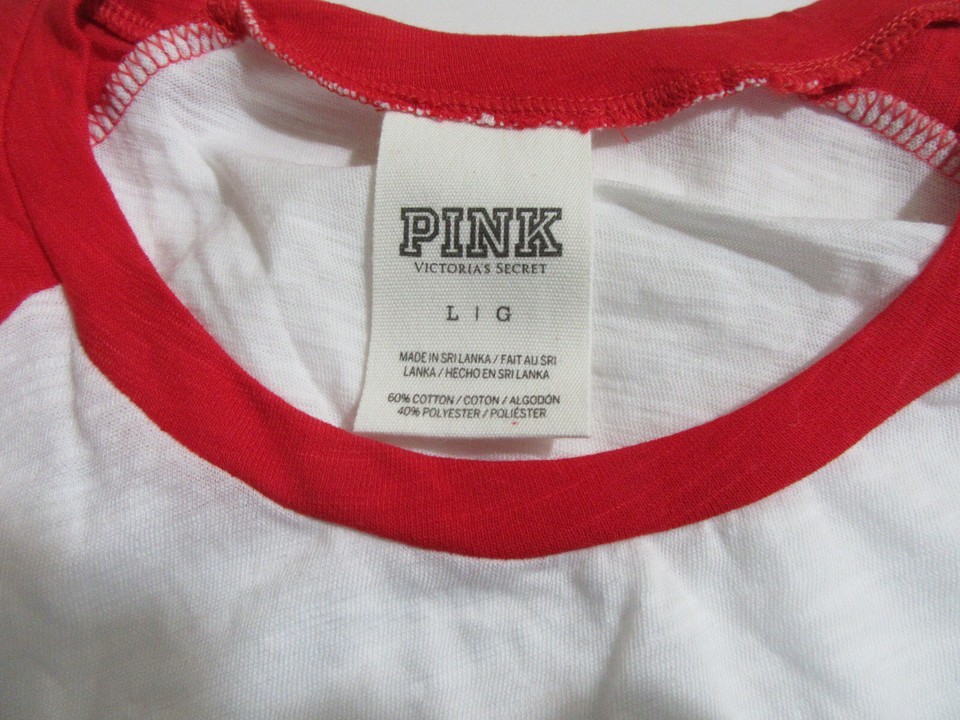 PINK
VICTORIA'S SECRET
L | G
MADE IN SRI LANKA / FAIT AU SRI
LANKA / HECHO EN SRI LANKA
60% COTTON / COTON / ALGODÓN
40% POLYESTER / POLIÉSTER